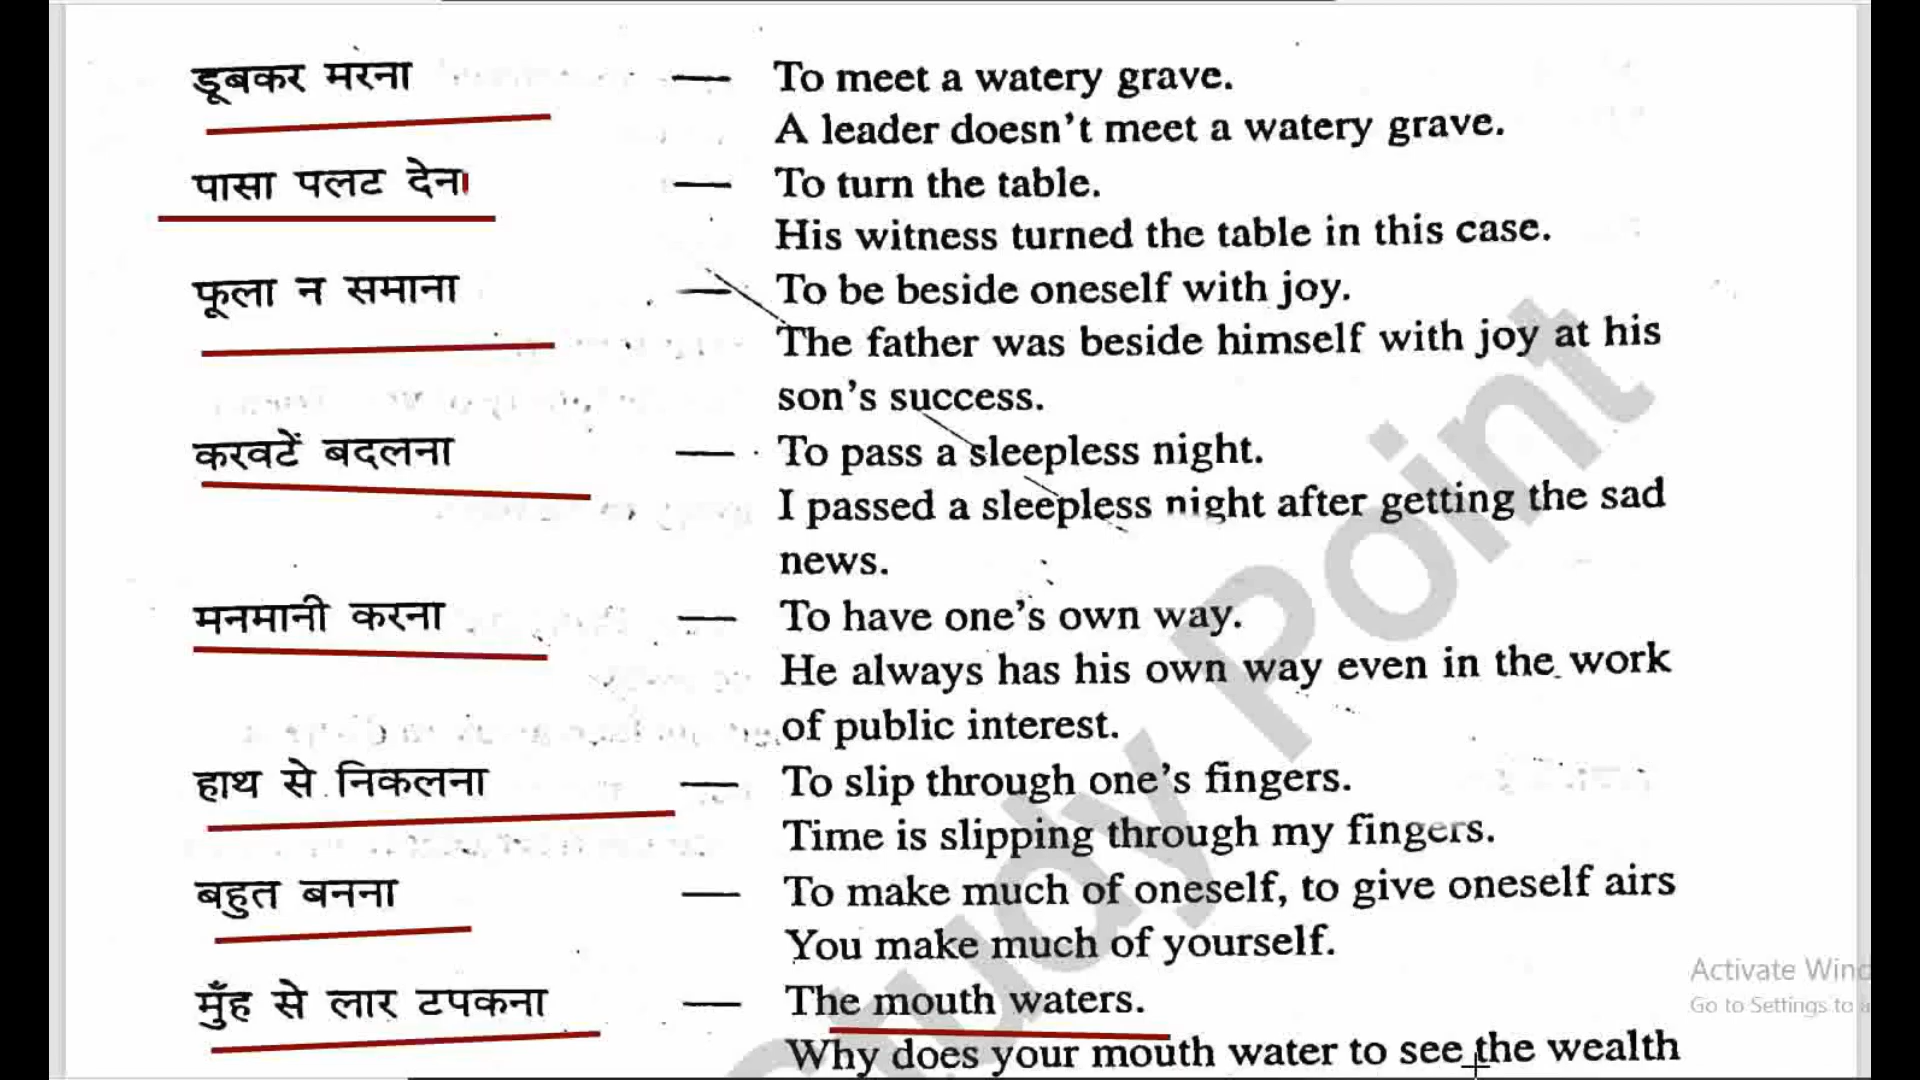 डूबकर मरना — To meet a watery grave.
A leader doesn't meet a watery grave.
पासा पलट देना — To turn the table.
His witness turned the table in this case.
फूला न समाना — To be beside oneself with joy.
The father was beside himself with joy at his
son's success.
करवटें बदलना — To pass a sleepless night.
I passed a sleepless night after getting the sad
news.
मनमानी करना — To have one's own way.
He always has his own way even in the work
of public interest.
हाथ से निकलना — To slip through one's fingers.
Time is slipping through my fingers.
बहुत बनना — To make much of oneself, to give oneself airs
You make much of yourself.
मुँह से लार टपकना — The mouth waters.
Why does your mouth water to see the wealth
Study Point
Activate Wind
Go to Settings to a